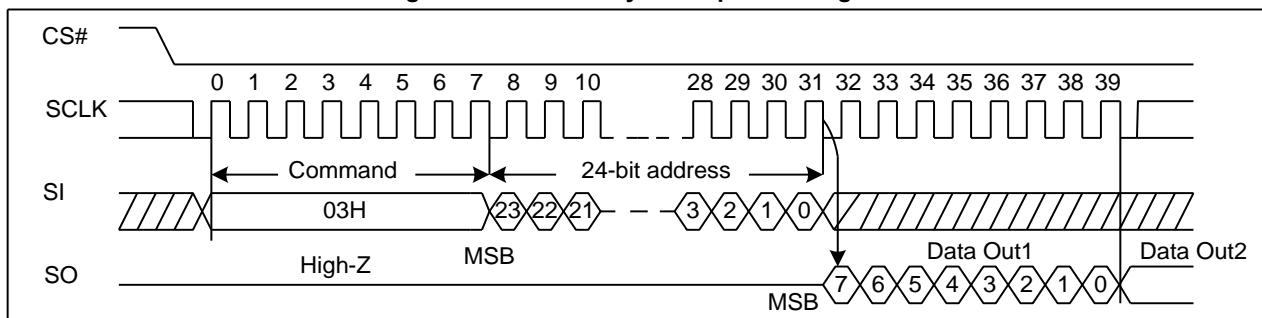 CS#
0 1 2 3 4 5 6 7 8 9 10 28 29 30 31 32 33 34 35 36 37 38 39
SCLK
Command 24-bit address
SI
03H 23 22 21 3 2 1 0
MSB
Data Out1 Data Out2
High-Z
SO
7 6 5 4 3 2 1 0
MSB